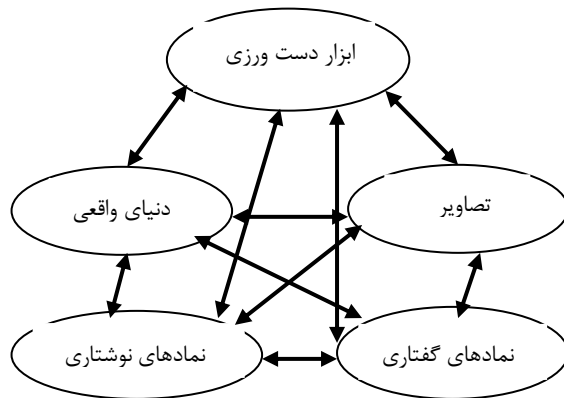 ابزار دست ورزی
تصاویر
دنیای واقعی
نمادهای گفتاری
نمادهای نوشتاری